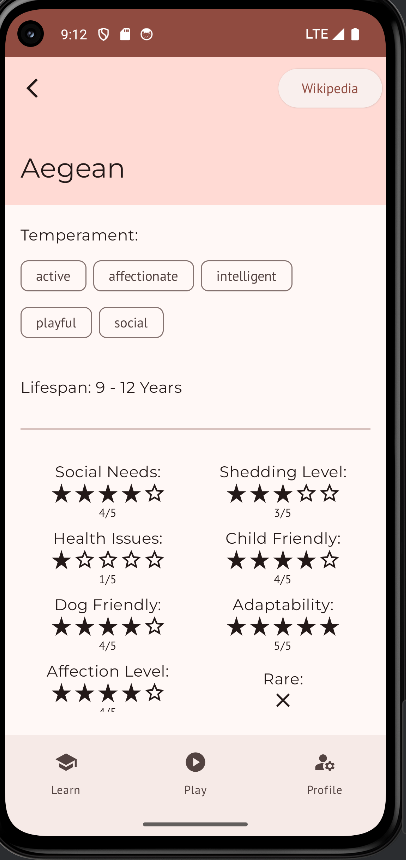 9:12 LTE
Wikipedia
Aegean
Temperament:
active affectionate intelligent
playful social
Lifespan: 9 - 12 Years
Social Needs: Shedding Level:
4/5 3/5
Health Issues: Child Friendly:
1/5 4/5
Dog Friendly: Adaptability:
4/5 5/5
Affection Level: Rare:
4/5
Learn Play Profile